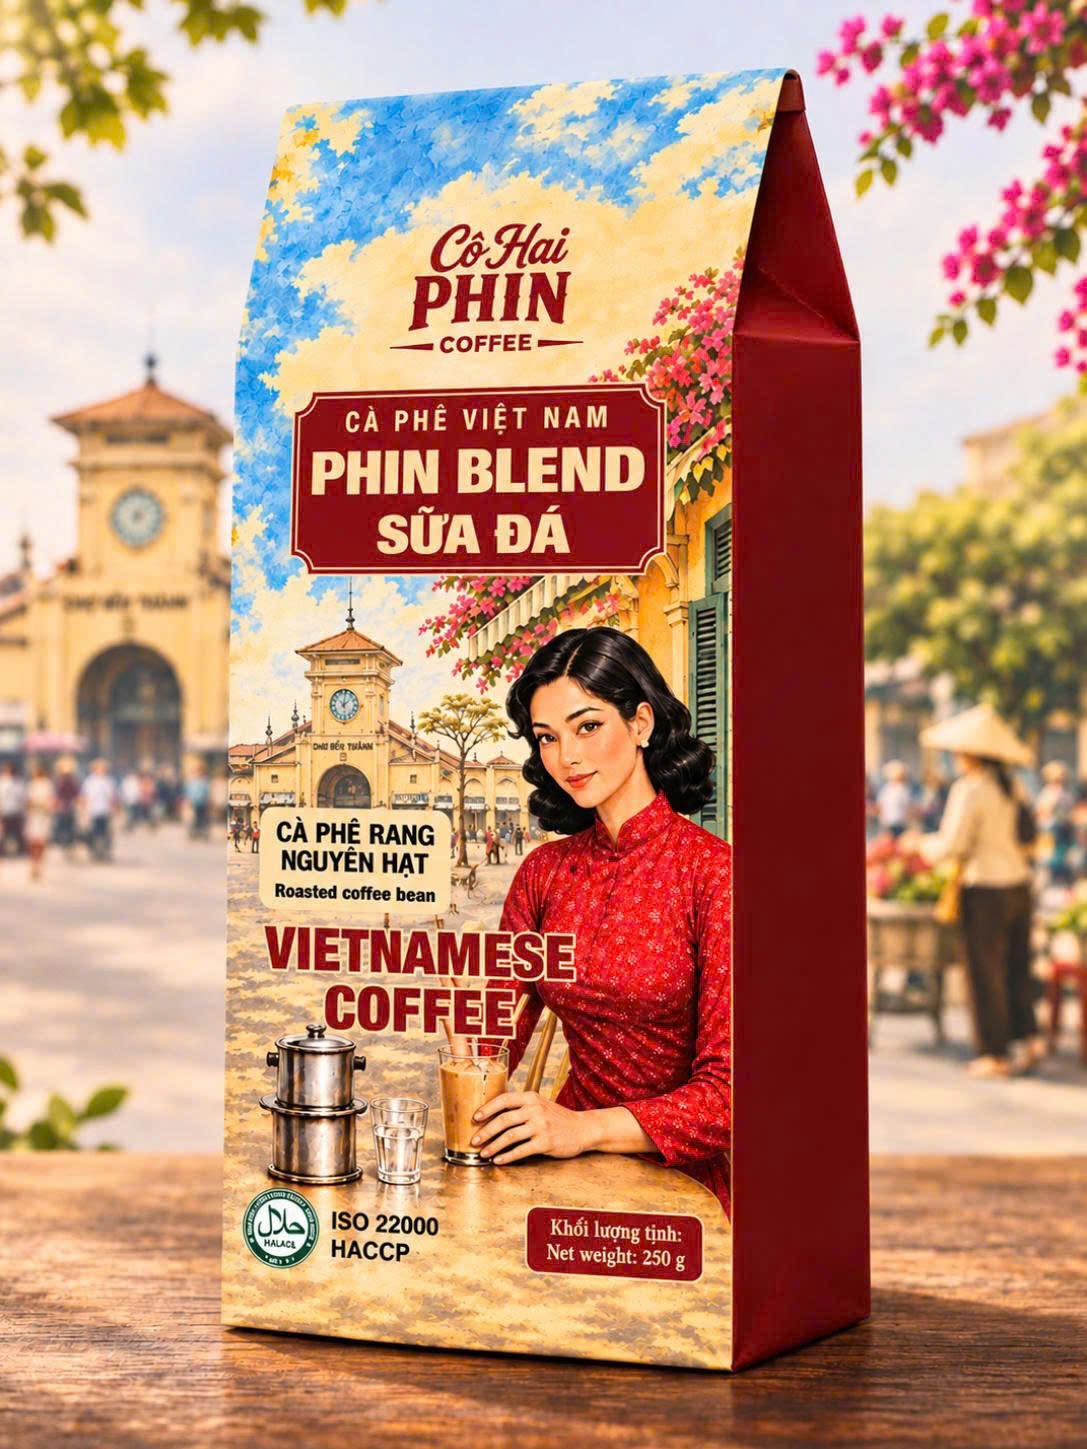 Cô Hai
PHIN
COFFEE
CÀ PHÊ VIỆT NAM
PHIN BLEND
SỮA ĐÁ
CHỢ BẾN THÀNH
CÀ PHÊ RANG
NGUYÊN HẠT
Roasted coffee bean
VIETNAMESE
COFFEE
حلال
ISO 22000
HACCP
Khối lượng tịnh:
Net weight: 250 g